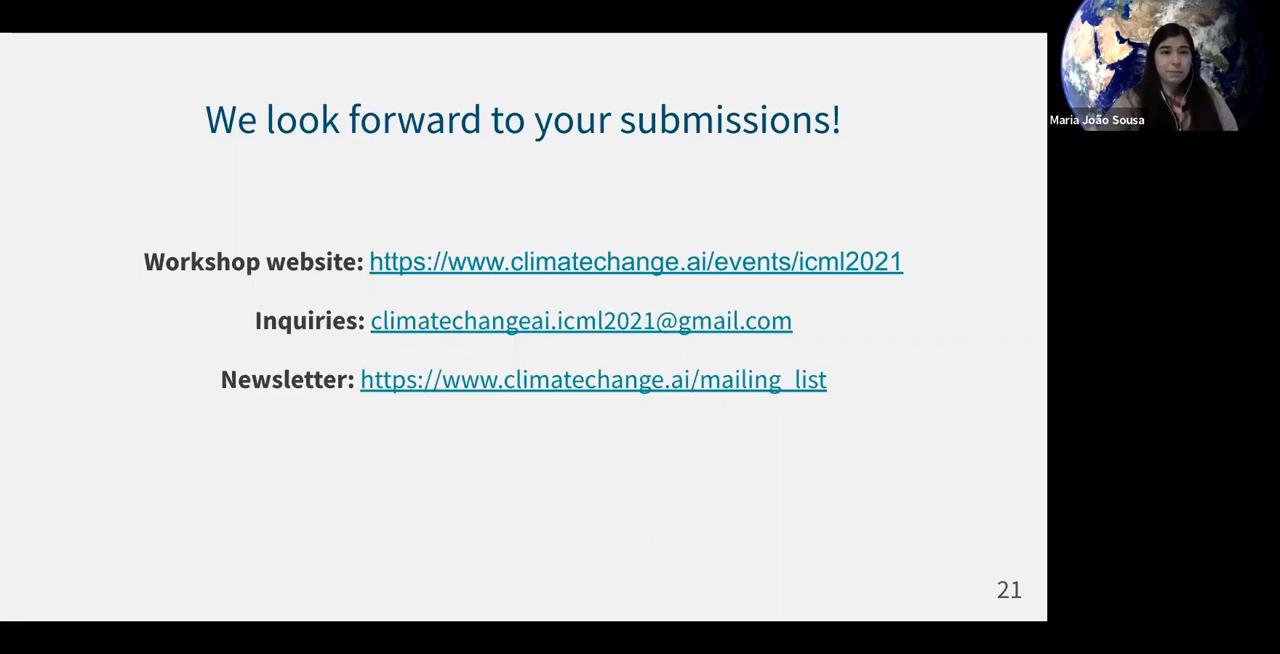 We look forward to your submissions!
Workshop website: https://www.climatechange.ai/events/icml2021
Inquiries: climatechangeai.icml2021@gmail.com
Newsletter: https://www.climatechange.ai/mailing_list
21
Maria João Sousa